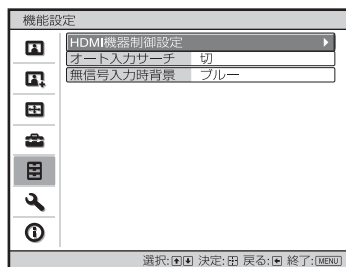 機能設定
HDMI機器制御設定
オート入力サーチ 切
無信号入力時背景 ブルー
選択: 決定: 戻る: 終了:MENU